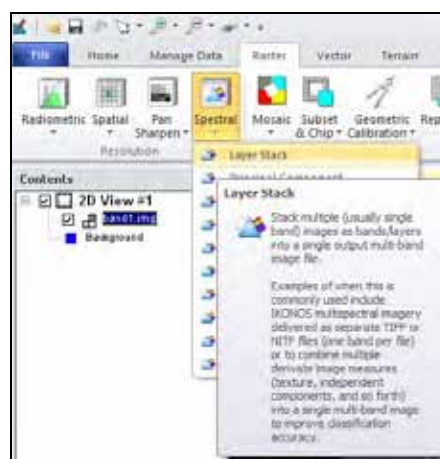 File Home Manage Data Raster Vector Terrain
Radiometric Spatial Pan Sharpen Spectral Mosaic Subset & Chip Geometric Calibration
Resolution
Layer Stack
Contents
Principal Component
2D View #1
band1.img
Background
Layer Stack
Stack multiple (usually single
band) images as bands/layers
into a single output multi-band
image file.
Examples of when this is
commonly used include
IKONOS multispectral imagery
delivered as separate TIFF or
NITF files (one band per file)
or to combine multiple
derivate image measures
(texture, independent
components, and so forth)
into a single multi-band image
to improve classification
accuracy.